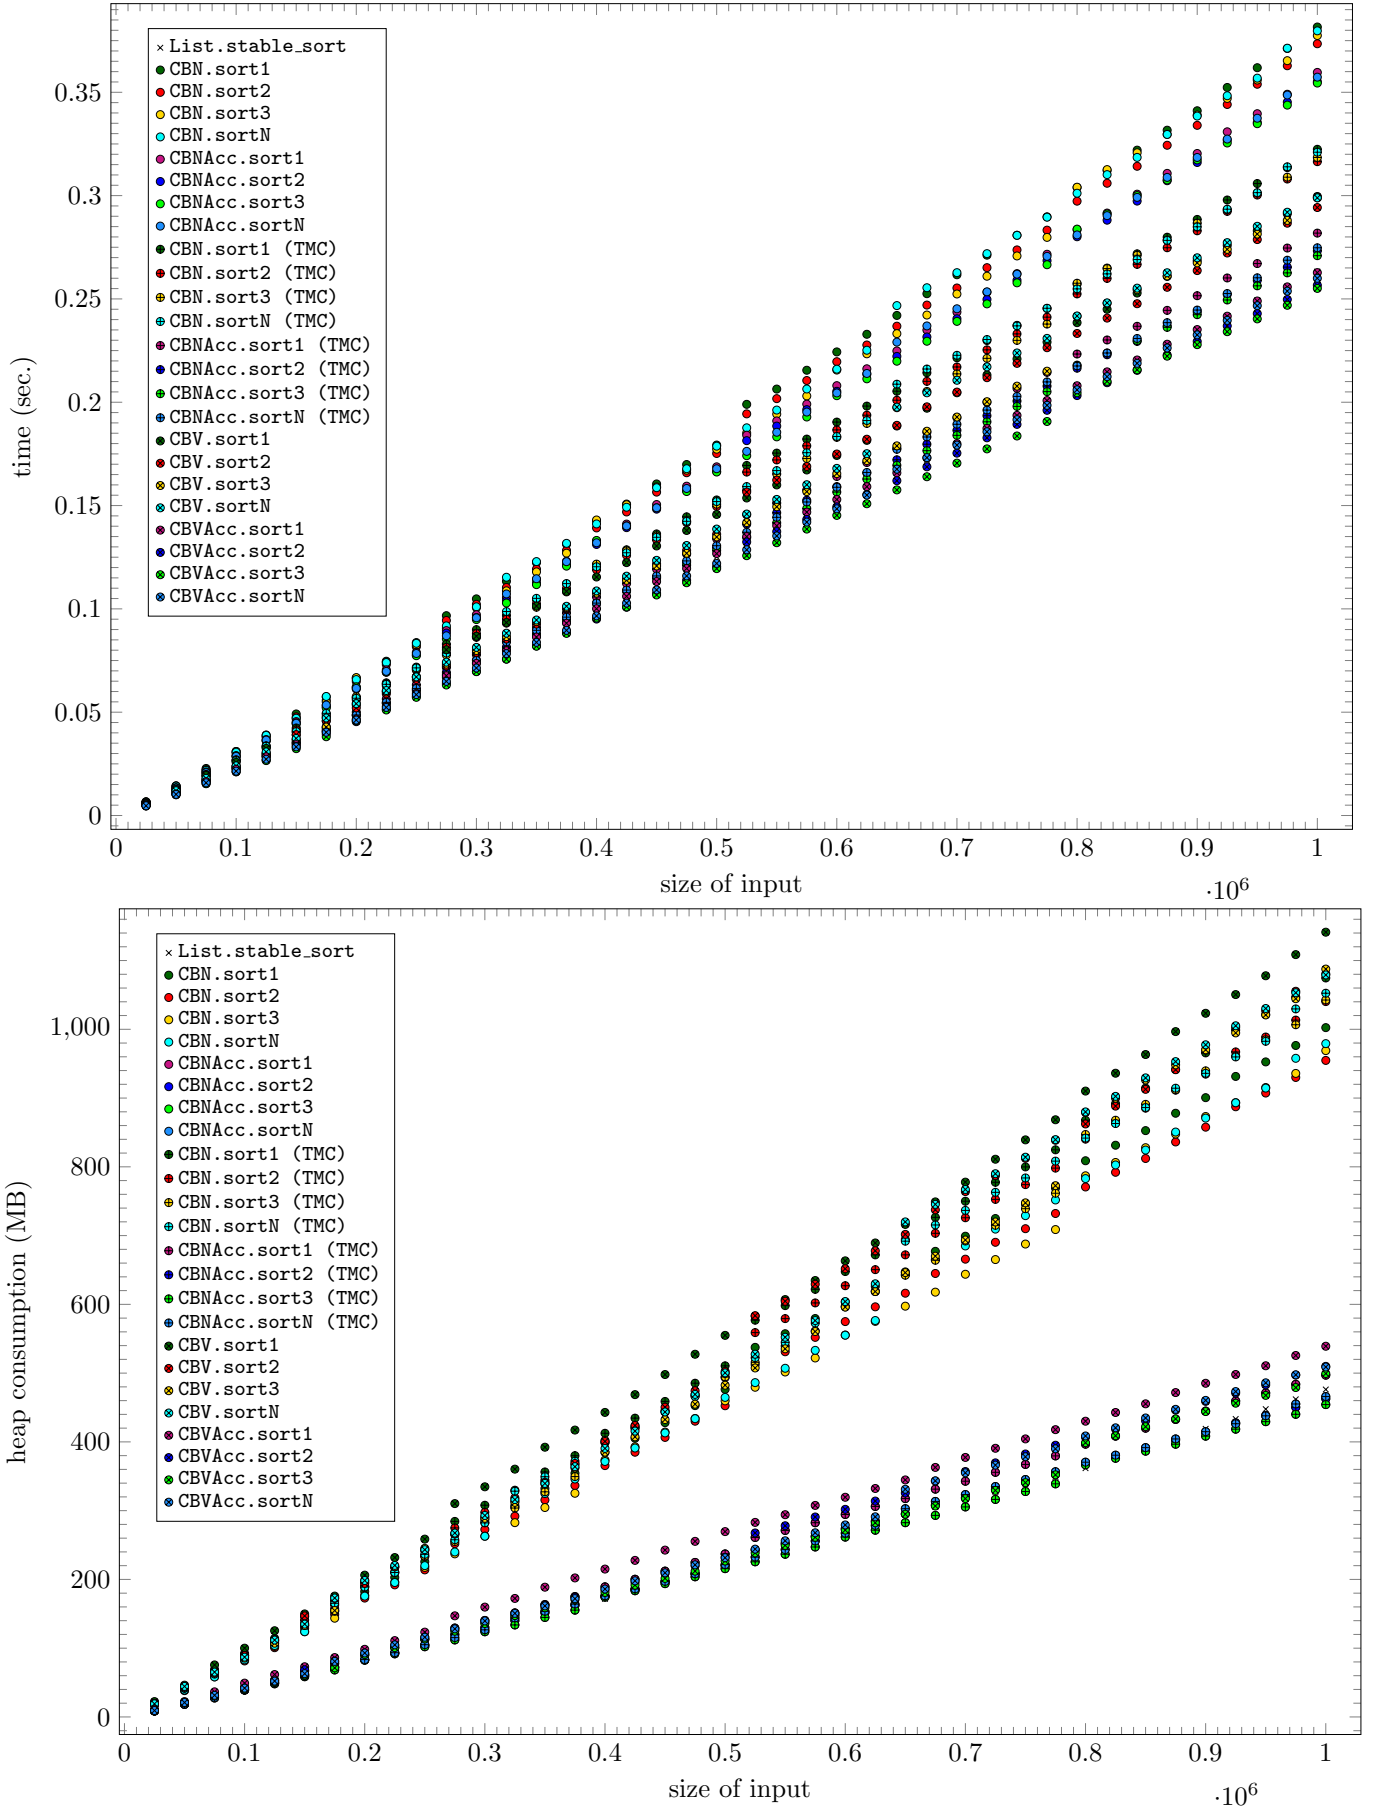 0.35
0.3
0.25
0.2
0.15
0.1
0.05
0
time (sec.)
List.stable_sort
CBN.sort1
CBN.sort2
CBN.sort3
CBN.sortN
CBNAcc.sort1
CBNAcc.sort2
CBNAcc.sort3
CBNAcc.sortN
CBN.sort1 (TMC)
CBN.sort2 (TMC)
CBN.sort3 (TMC)
CBN.sortN (TMC)
CBNAcc.sort1 (TMC)
CBNAcc.sort2 (TMC)
CBNAcc.sort3 (TMC)
CBNAcc.sortN (TMC)
CBV.sort1
CBV.sort2
CBV.sort3
CBV.sortN
CBVAcc.sort1
CBVAcc.sort2
CBVAcc.sort3
CBVAcc.sortN
0 0.1 0.2 0.3 0.4 0.5 0.6 0.7 0.8 0.9 1
size of input
·10⁶
1,000
800
600
400
200
0
heap consumption (MB)
List.stable_sort
CBN.sort1
CBN.sort2
CBN.sort3
CBN.sortN
CBNAcc.sort1
CBNAcc.sort2
CBNAcc.sort3
CBNAcc.sortN
CBN.sort1 (TMC)
CBN.sort2 (TMC)
CBN.sort3 (TMC)
CBN.sortN (TMC)
CBNAcc.sort1 (TMC)
CBNAcc.sort2 (TMC)
CBNAcc.sort3 (TMC)
CBNAcc.sortN (TMC)
CBV.sort1
CBV.sort2
CBV.sort3
CBV.sortN
CBVAcc.sort1
CBVAcc.sort2
CBVAcc.sort3
CBVAcc.sortN
0 0.1 0.2 0.3 0.4 0.5 0.6 0.7 0.8 0.9 1
size of input
·10⁶